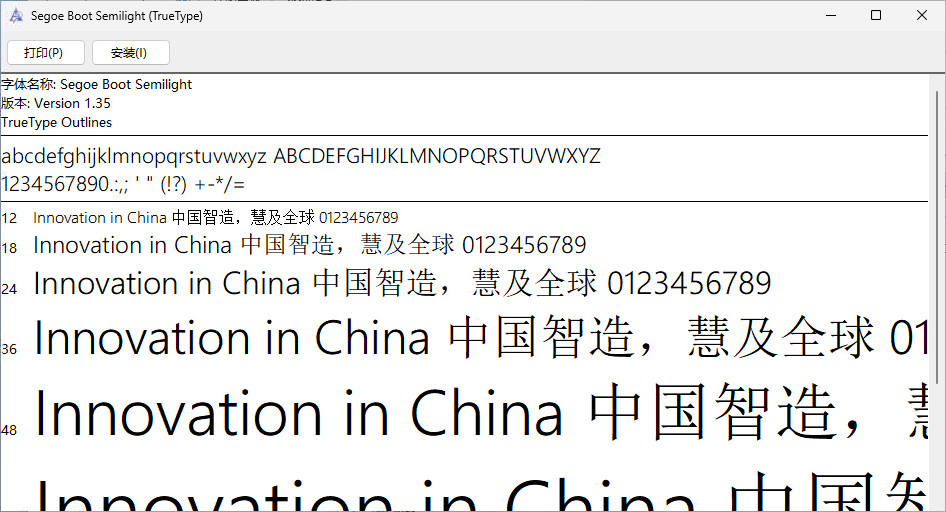 Segoe Boot Semilight (TrueType)
打印(P) 安装(I)
字体名称: Segoe Boot Semilight
版本: Version 1.35
TrueType Outlines
abcdefghijklmnopqrstuvwxyz ABCDEFGHIJKLMNOPQRSTUVWXYZ
1234567890.:,; ' " (!?) +-*/=
12 Innovation in China 中国智造，慧及全球 0123456789
18 Innovation in China 中国智造，慧及全球 0123456789
24 Innovation in China 中国智造，慧及全球 0123456789
36 Innovation in China 中国智造，慧及全球 01
48 Innovation in China 中国智造，慧
Innovation in China 中国智